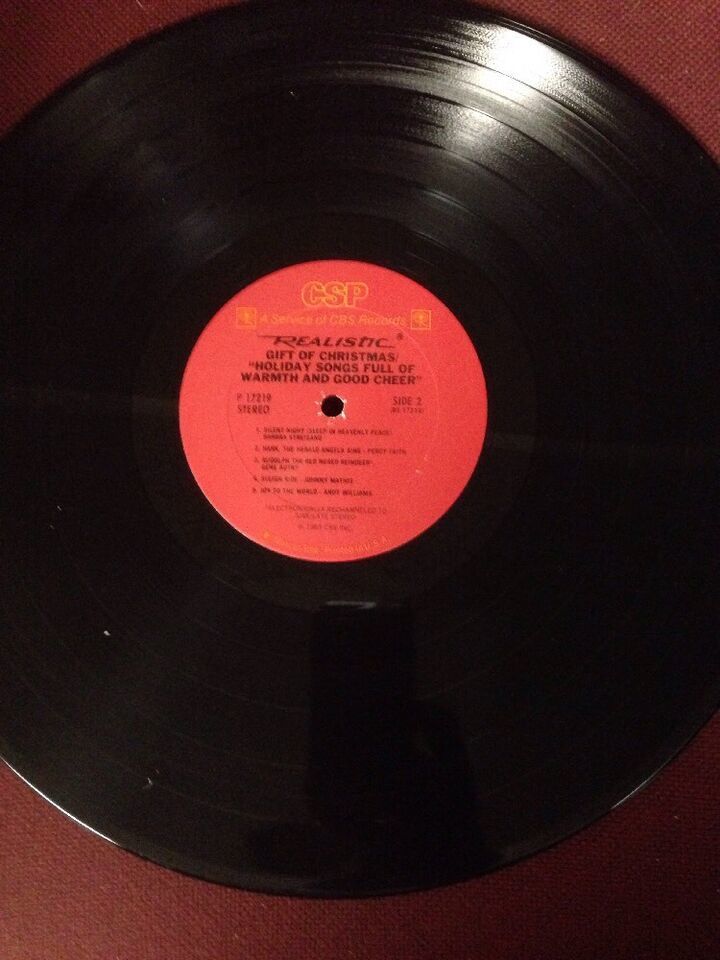 CSP
A Service of CBS Records
REALISTIC®
GIFT OF CHRISTMAS/
"HOLIDAY SONGS FULL OF
WARMTH AND GOOD CHEER"
P 17219 SIDE 2
STEREO
1. SILENT NIGHT (SLEEP IN HEAVENLY PEACE)
BARBRA STREISAND
2. HARK, THE HERALD ANGELS SING - PERCY FAITH
3. RUDOLPH THE RED NOSED REINDEER*
GENE AUTRY
4. SLEIGH RIDE - JOHNNY MATHIS
5. JOY TO THE WORLD - ANDY WILLIAMS
*ELECTRONICALLY RECHANNELED TO
SIMULATE STEREO
CBS INC.